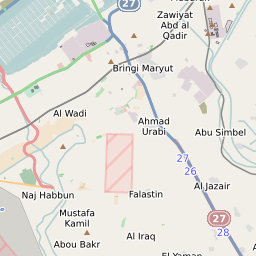 27
Zawiyat
Abd al
Qadir
Bringi Maryut
Al Wadi
Ahmad
Urabi
Abu Simbel
27
26
Al Jazair
Naj Habbun
Falastin
Mustafa
Kamil
27
28
Abou Bakr
Al Iraq